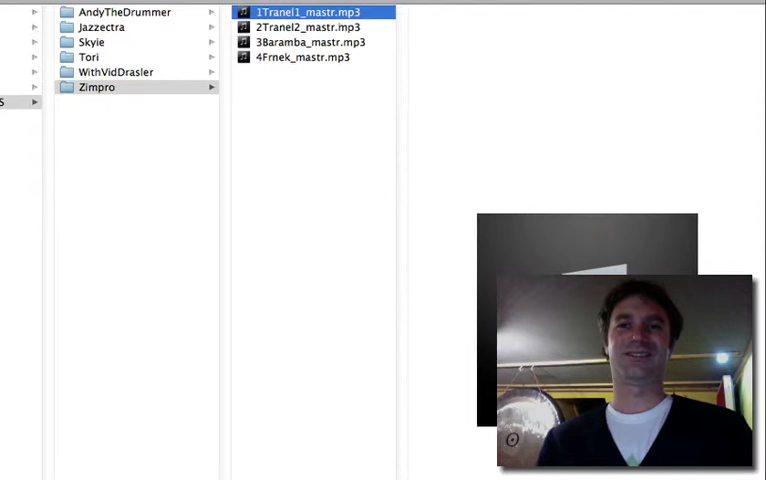 S
AndyTheDrummer
Jazzectra
Skyie
Tori
WithVidDrasler
Zimpro
1Tranel1_mastr.mp3
2Tranel2_mastr.mp3
3Baramba_mastr.mp3
4Frnek_mastr.mp3